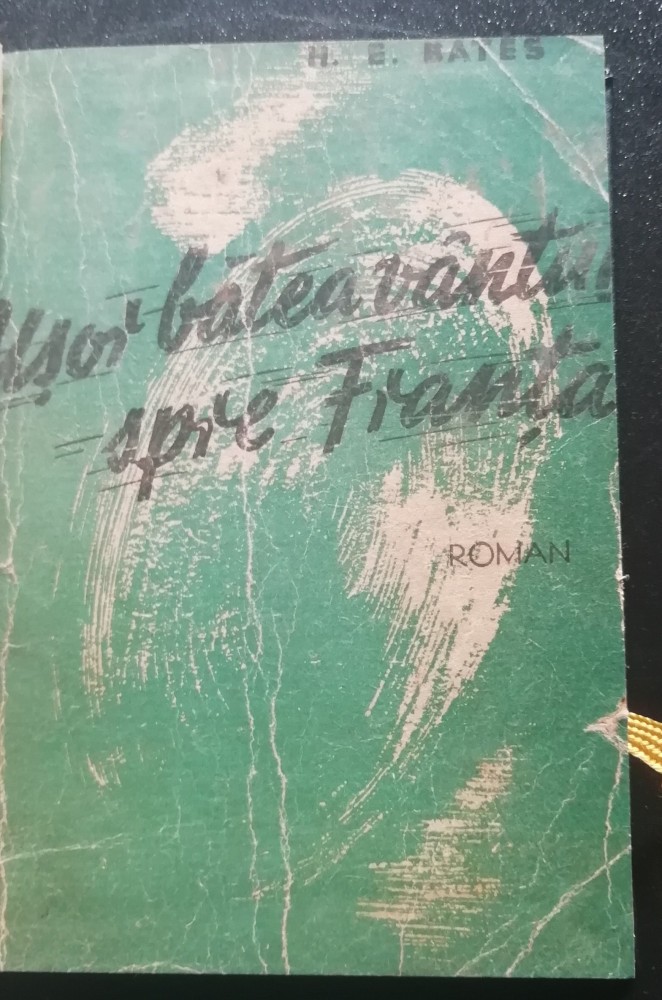 H. E. BATES
Ușor bătea vântul
spre Franța
ROMAN